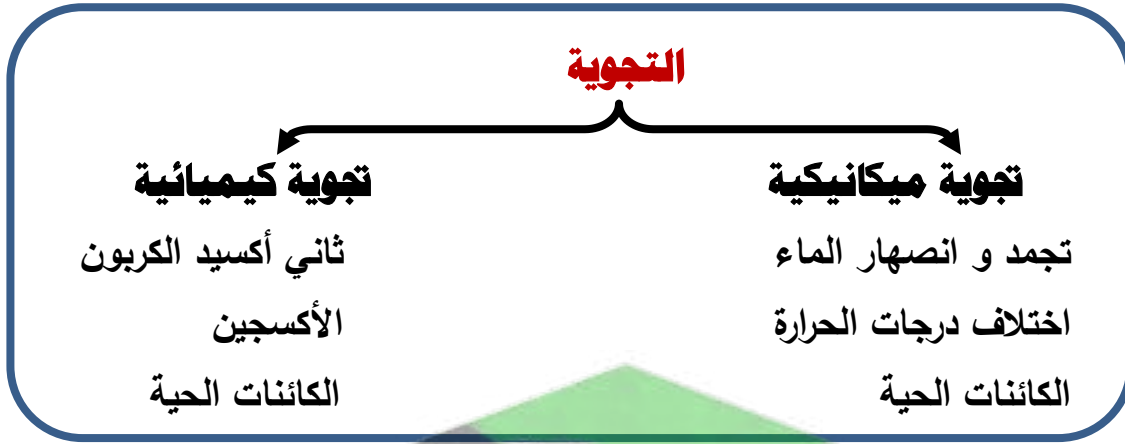 التجوية
تجوية ميكانيكية
تجمد و انصهار الماء
اختلاف درجات الحرارة
الكائنات الحية
تجوية كيميائية
ثاني أكسيد الكربون
الأكسجين
الكائنات الحية